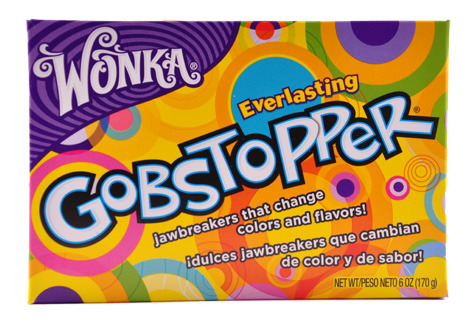 WONKA®
Everlasting
GOBSTOPPER®
jawbreakers that change
colors and flavors!
¡dulces jawbreakers que cambian
de color y de sabor!
NET WT/PESO NETO 6 OZ (170 g)